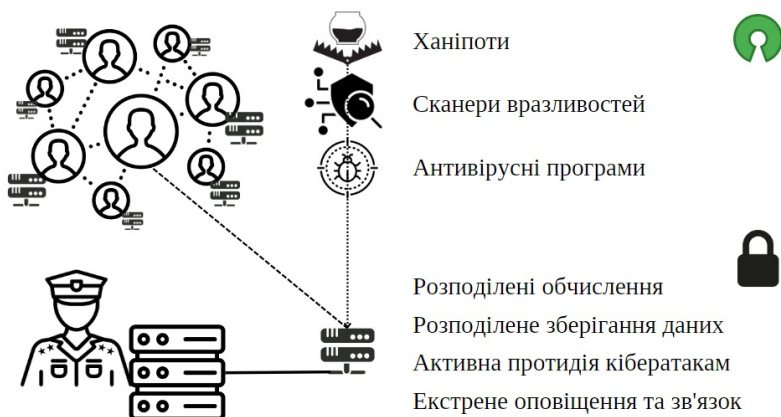 Ханіпоти
Сканери вразливостей
Антивірусні програми
Розподілені обчислення
Розподілене зберігання даних
Активна протидія кібератакам
Екстрене оповіщення та зв'язок